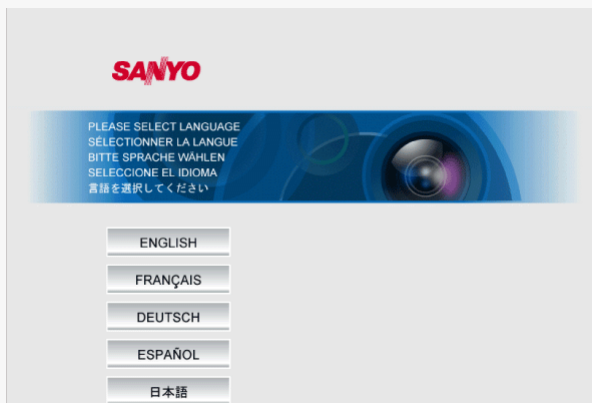 SANYO
PLEASE SELECT LANGUAGE
SÉLECTIONNER LA LANGUE
BITTE SPRACHE WÄHLEN
SELECCIONE EL IDIOMA
言語を選択してください
ENGLISH
FRANÇAIS
DEUTSCH
ESPAÑOL
日本語